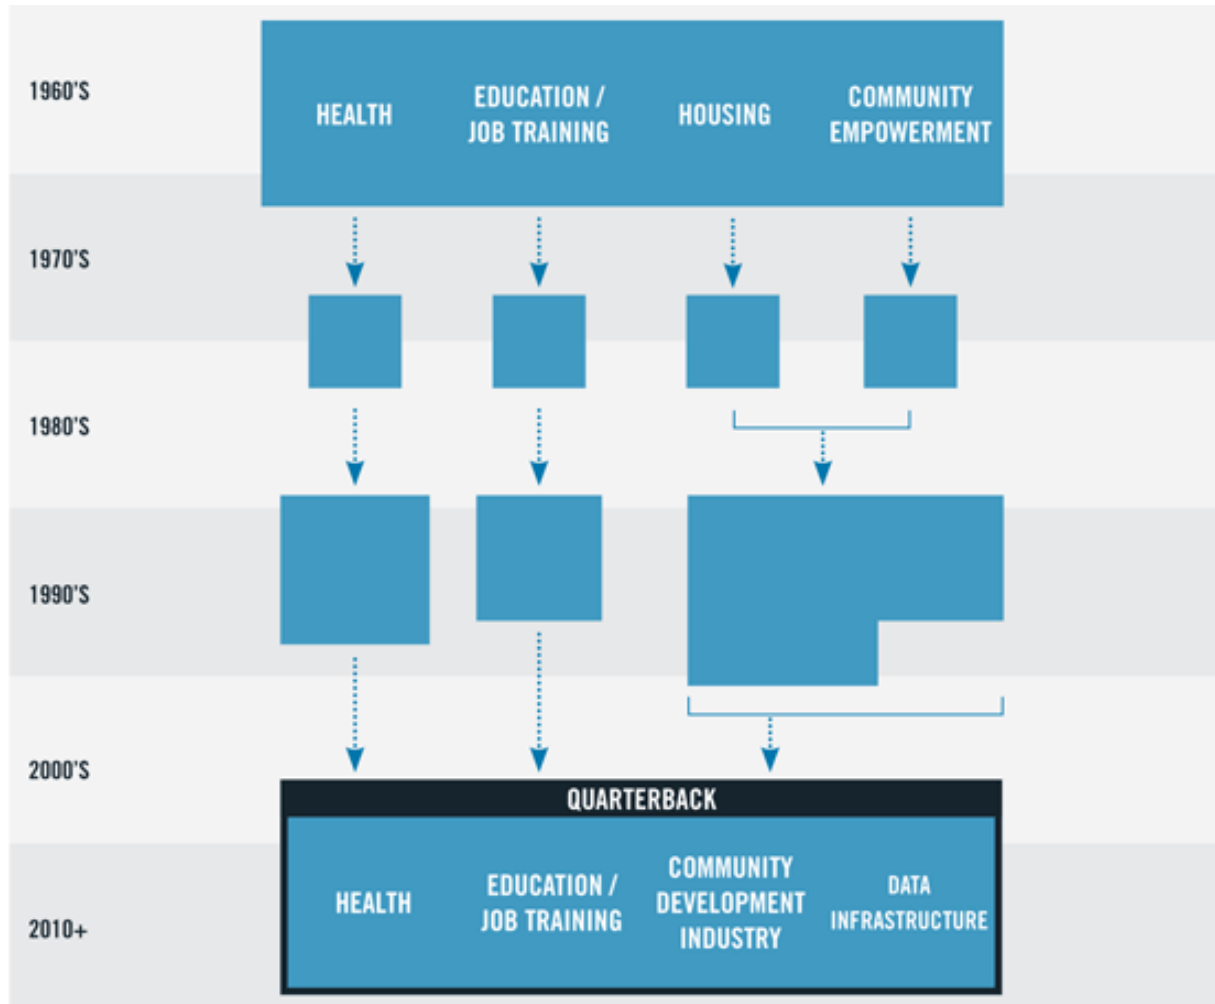 1960'S
HEALTH
EDUCATION /
JOB TRAINING
HOUSING
COMMUNITY
EMPOWERMENT
1970'S
1980'S
1990'S
2000'S
QUARTERBACK
2010+
HEALTH
EDUCATION /
JOB TRAINING
COMMUNITY
DEVELOPMENT
INDUSTRY
DATA
INFRASTRUCTURE